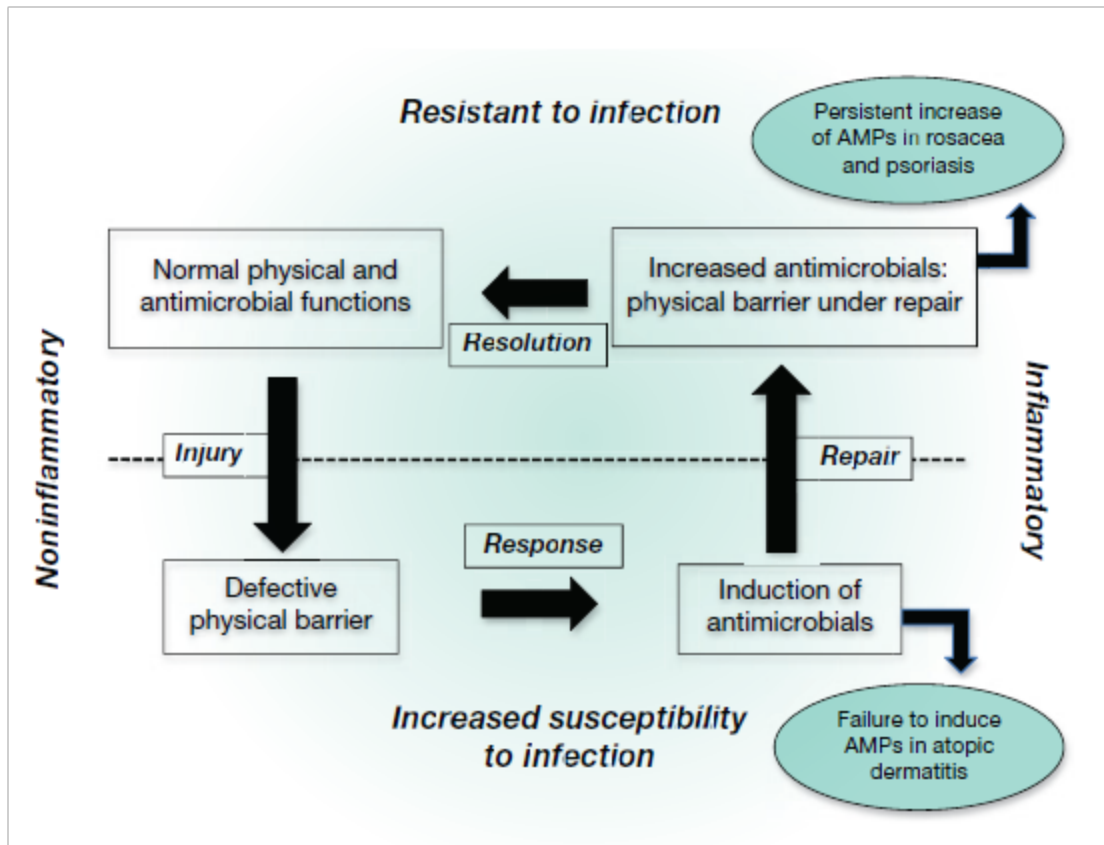 Resistant to infection
Persistent increase
of AMPs in rosacea
and psoriasis
Normal physical and
antimicrobial functions
Increased antimicrobials:
physical barrier under repair
Resolution
Noninflammatory
Inflammatory
Injury
Repair
Response
Defective
physical barrier
Induction of
antimicrobials
Increased susceptibility
to infection
Failure to induce
AMPs in atopic
dermatitis